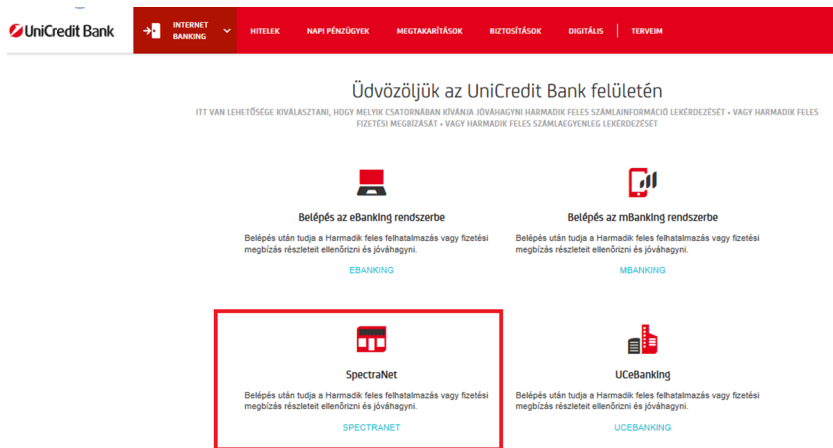 UniCredit Bank
INTERNET
BANKING
HITELEK
NAPI PÉNZÜGYEK
MEGTAKARÍTÁSOK
BIZTOSÍTÁSOK
DIGITÁLIS
TERVEIM
Üdvözöljük az UniCredit Bank felületén
ITT VAN LEHETŐSÉGE KIVÁLASZTANI, HOGY MELYIK CSATORNÁBAN KÍVÁNJA JÓVÁHAGYNI HARMADIK FELES SZÁMLAINFORMÁCIÓ LEKÉRDEZÉSÉT • VAGY HARMADIK FELES
FIZETÉSI MEGBÍZÁSÁT • VAGY HARMADIK FELES SZÁMLAEGYENLEG LEKÉRDEZÉSÉT
Belépés az eBanking rendszerbe
Belépés után tudja a Harmadik feles felhatalmazás vagy fizetési
megbízás részleteit ellenőrizni és jóváhagyni.
EBANKING
Belépés az mBanking rendszerbe
Belépés után tudja a Harmadik feles felhatalmazás vagy fizetési
megbízás részleteit ellenőrizni és jóváhagyni.
MBANKING
SpectraNet
Belépés után tudja a Harmadik feles felhatalmazás vagy fizetési
megbízás részleteit ellenőrizni és jóváhagyni.
SPECTRANET
UCeBanking
Belépés után tudja a Harmadik feles felhatalmazás vagy fizetési
megbízás részleteit ellenőrizni és jóváhagyni.
UCEBANKING